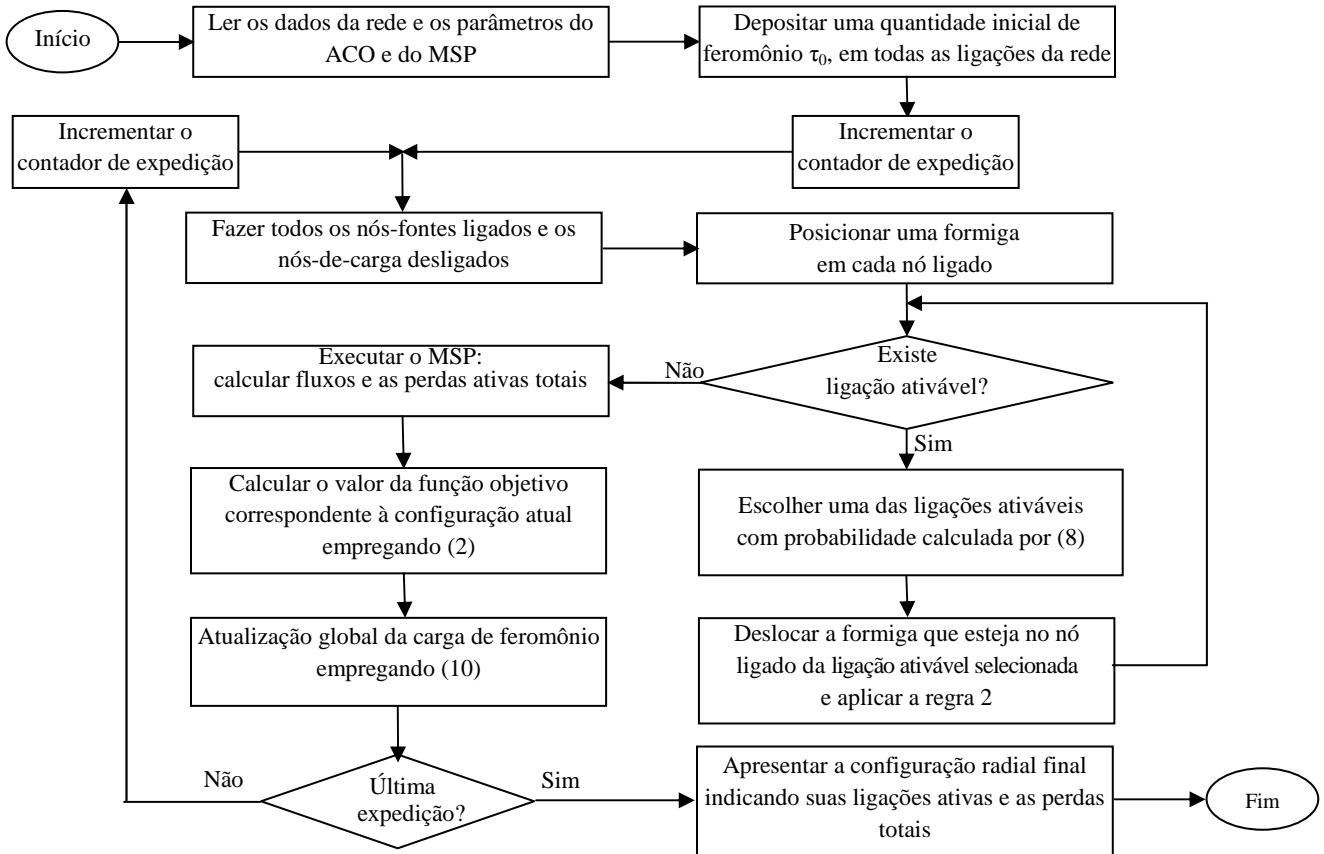 Início
Ler os dados da rede e os parâmetros do
ACO e do MSP
Depositar uma quantidade inicial de
feromônio τ0, em todas as ligações da rede
Incrementar o
contador de expedição
Incrementar o
contador de expedição
Fazer todos os nós-fontes ligados e os
nós-de-carga desligados
Posicionar uma formiga
em cada nó ligado
Existe
ligação ativável?
Não
Sim
Executar o MSP:
calcular fluxos e as perdas ativas totais
Calcular o valor da função objetivo
correspondente à configuração atual
empregando (2)
Escolher uma das ligações ativáveis
com probabilidade calculada por (8)
Atualização global da carga de feromônio
empregando (10)
Deslocar a formiga que esteja no nó
ligado da ligação ativável selecionada
e aplicar a regra 2
Não
Última
expedição?
Sim
Apresentar a configuração radial final
indicando suas ligações ativas e as perdas
totais
Fim